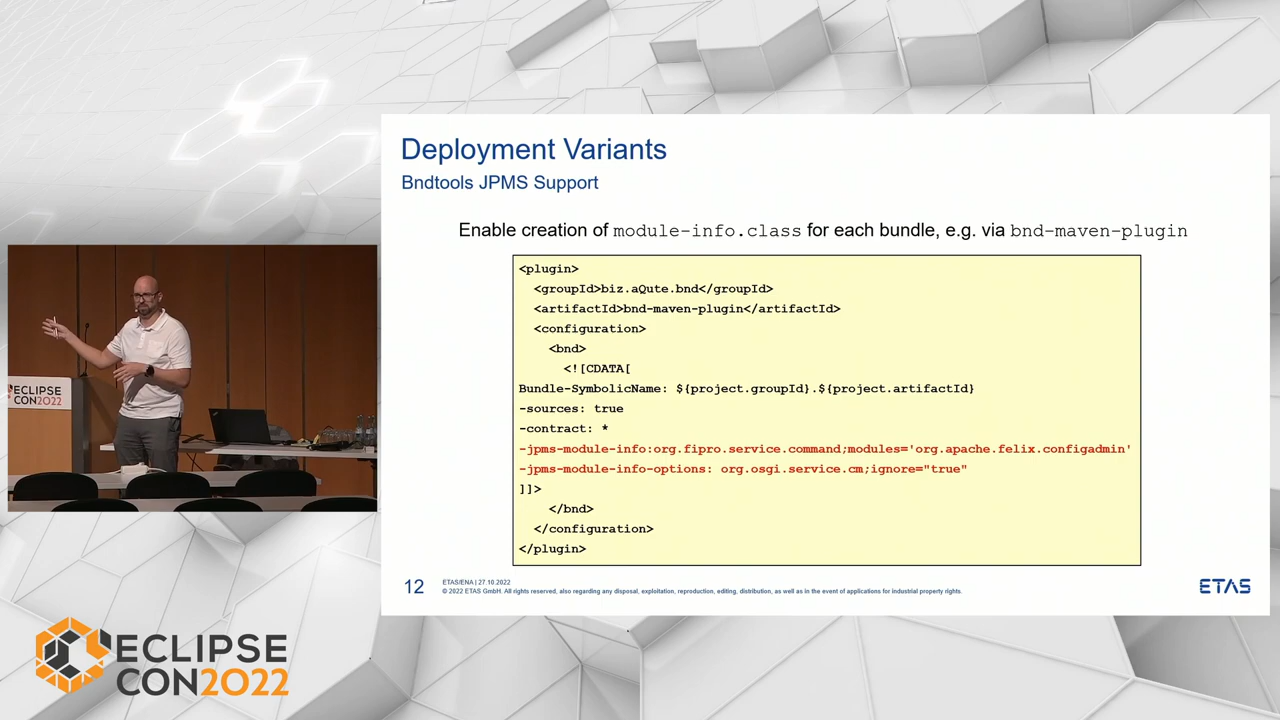 Deployment Variants
Bndtools JPMS Support
Enable creation of module-info.class for each bundle, e.g. via bnd-maven-plugin
<plugin>
<groupId>biz.aQute.bnd</groupId>
<artifactId>bnd-maven-plugin</artifactId>
<configuration>
<bnd>
<![CDATA[
Bundle-SymbolicName: ${project.groupId}.${project.artifactId}
-sources: true
-contract: *
-jpms-module-info:org.fipro.service.command;modules='org.apache.felix.configadmin'
-jpms-module-info-options: org.osgi.service.cm;ignore="true"
]]>
</bnd>
</configuration>
</plugin>
12
ETAS/ENA | 27.10.2022
© 2022 ETAS GmbH. All rights reserved, also regarding any disposal, exploitation, reproduction, editing, distribution, as well as in the event of applications for industrial property rights.
ETAS
ECLIPSE
CON2022
ECLIPSE
CON2022